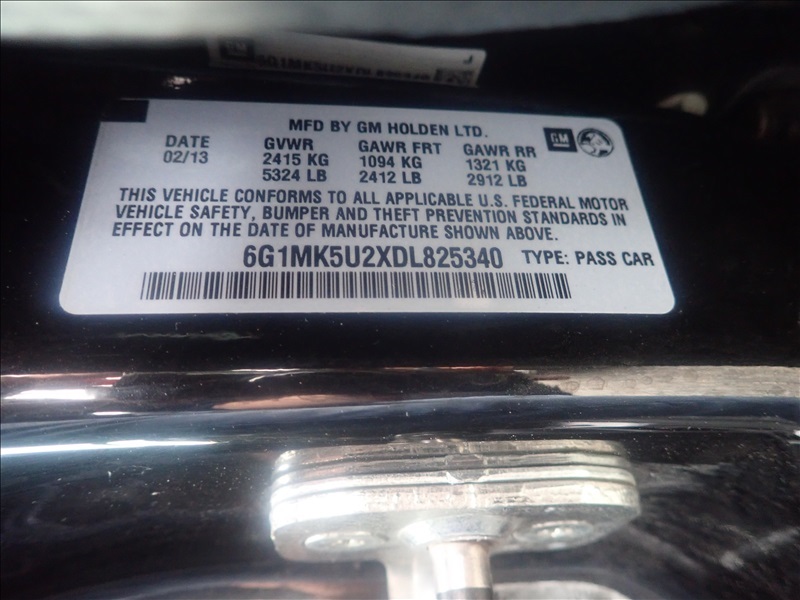 MFD BY GM HOLDEN LTD.
DATE GVWR GAWR FRT GAWR RR GM
02/13 2415 KG 1094 KG 1321 KG
5324 LB 2412 LB 2912 LB
THIS VEHICLE CONFORMS TO ALL APPLICABLE U.S. FEDERAL MOTOR
VEHICLE SAFETY, BUMPER AND THEFT PREVENTION STANDARDS IN
EFFECT ON THE DATE OF MANUFACTURE SHOWN ABOVE.
6G1MK5U2XDL825340 TYPE: PASS CAR